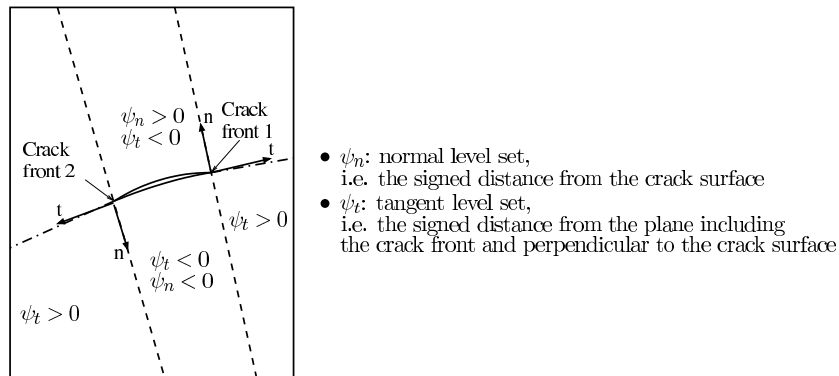 ψn > 0
ψt < 0
n
Crack
front 1
t
Crack
front 2
t
ψt > 0
n
ψt < 0
ψn < 0
ψt > 0
• ψn: normal level set,
i.e. the signed distance from the crack surface
• ψt: tangent level set,
i.e. the signed distance from the plane including
the crack front and perpendicular to the crack surface